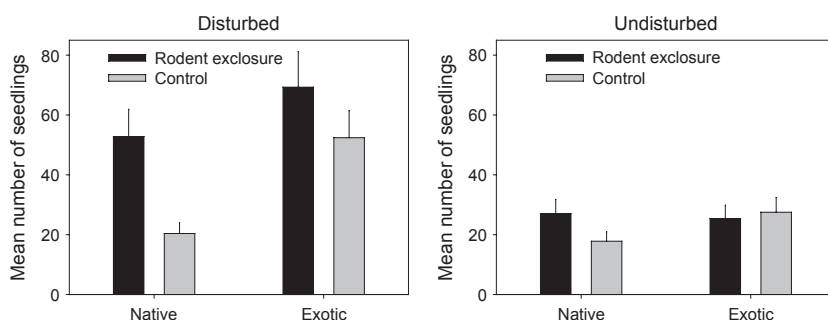 Disturbed
Mean number of seedlings
80
60
40
20
0
Rodent exclosure
Control
Native
Exotic
Undisturbed
Mean number of seedlings
80
60
40
20
0
Rodent exclosure
Control
Native
Exotic